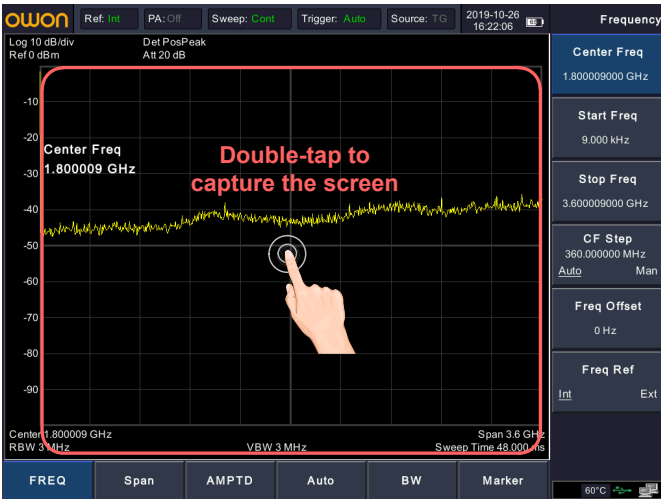 owon Ref: Int PA: Off Sweep: Cont Trigger: Auto Source: TG 2019-10-26
16:22:06
Frequency
Log 10 dB/div Det PosPeak
Ref 0 dBm Att 20 dB
-10
-20
-30
-40
-50
-60
-70
-80
-90
Center Freq
1.800009 GHz
Double-tap to
capture the screen
Center 1.800009 GHz Span 3.6 GHz
RBW 3 MHz VBW 3 MHz Sweep Time 48.000 ms
Center Freq
1.800009000 GHz
Start Freq
9.000 kHz
Stop Freq
3.600009000 GHz
CF Step
360.000000 MHz
Auto Man
Freq Offset
0 Hz
Freq Ref
Int Ext
FREQ Span AMPTD Auto BW Marker
60°C